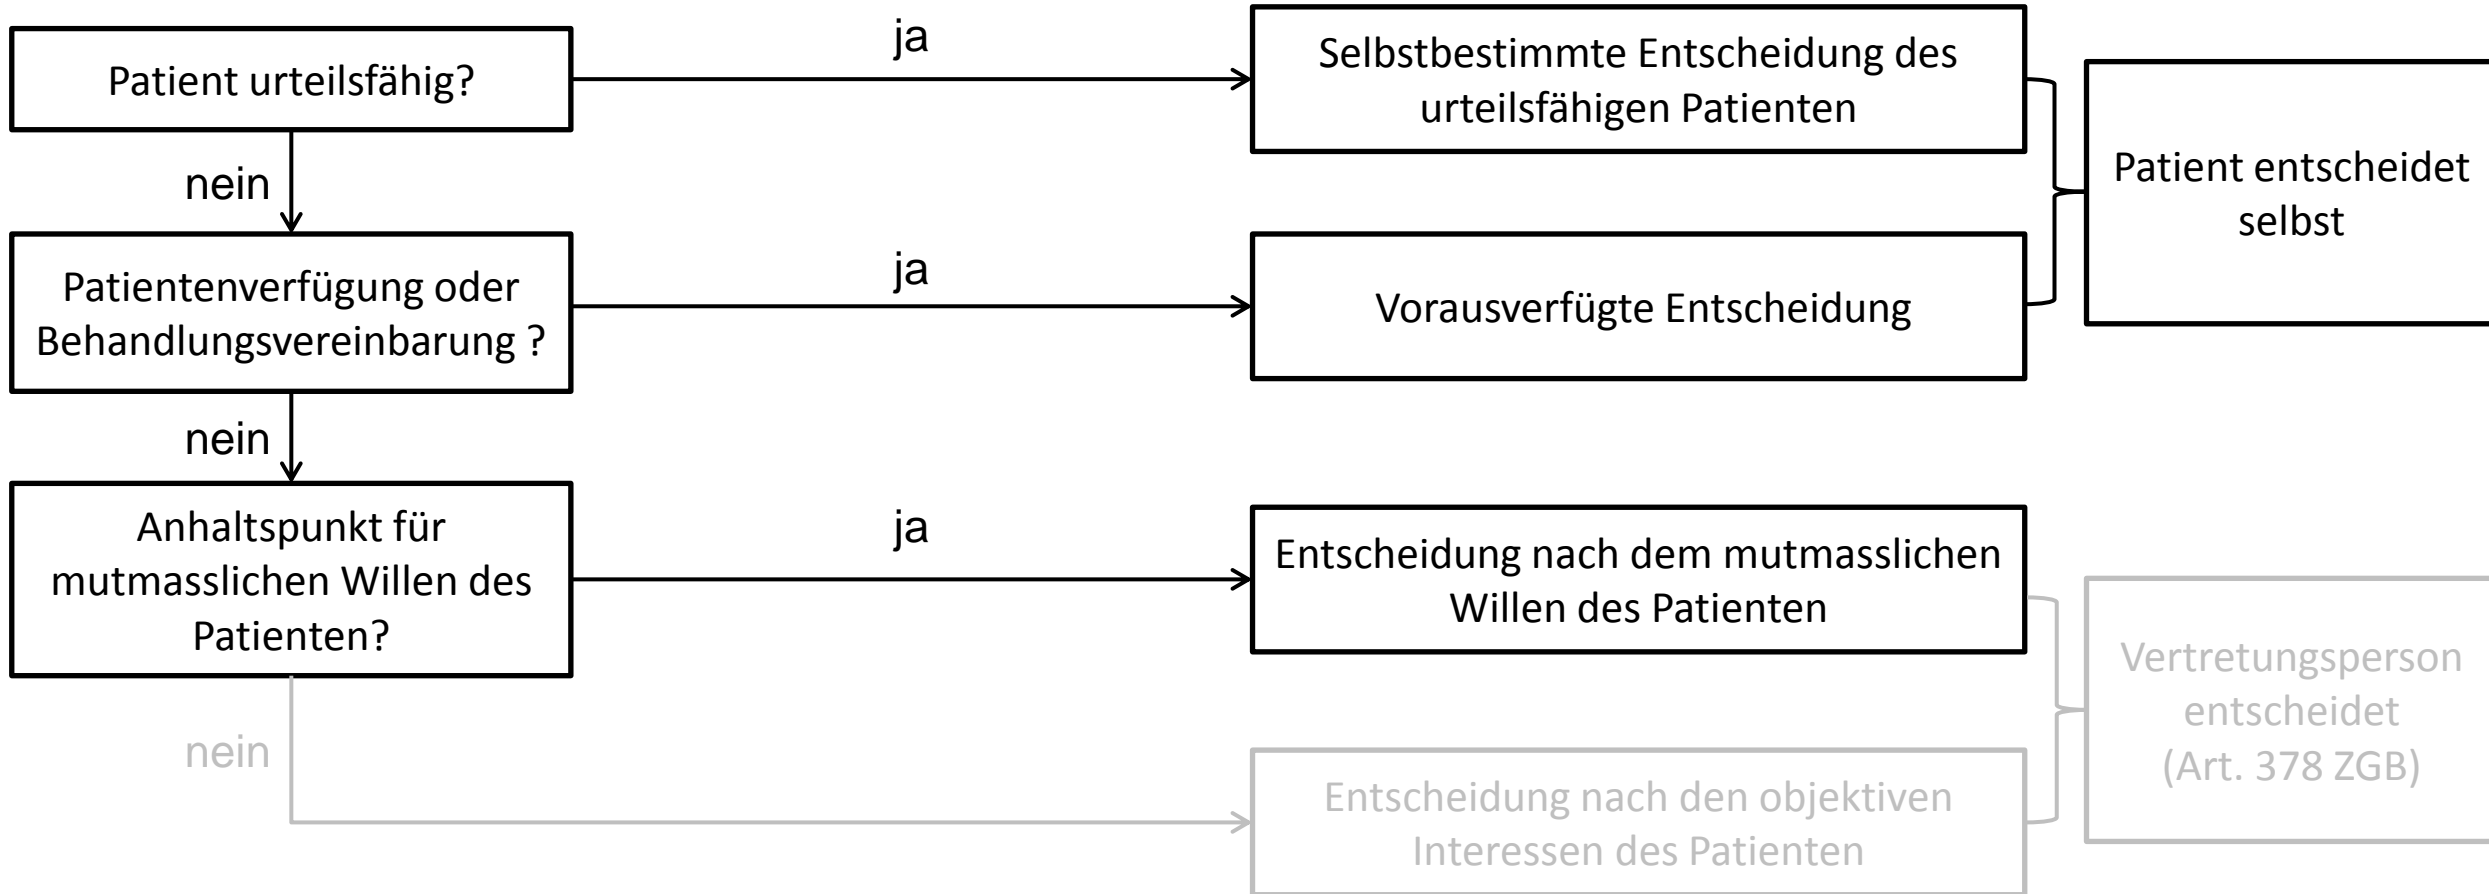 Patient urteilsfähig?
ja
Selbstbestimmte Entscheidung des
urteilsfähigen Patienten
Patient entscheidet
selbst
nein
Patientenverfügung oder
Behandlungsvereinbarung ?
ja
Vorausverfügte Entscheidung
nein
Anhaltspunkt für
mutmasslichen Willen des
Patienten?
ja
Entscheidung nach dem mutmasslichen
Willen des Patienten
Vertretungsperson
entscheidet
(Art. 378 ZGB)
nein
Entscheidung nach den objektiven
Interessen des Patienten